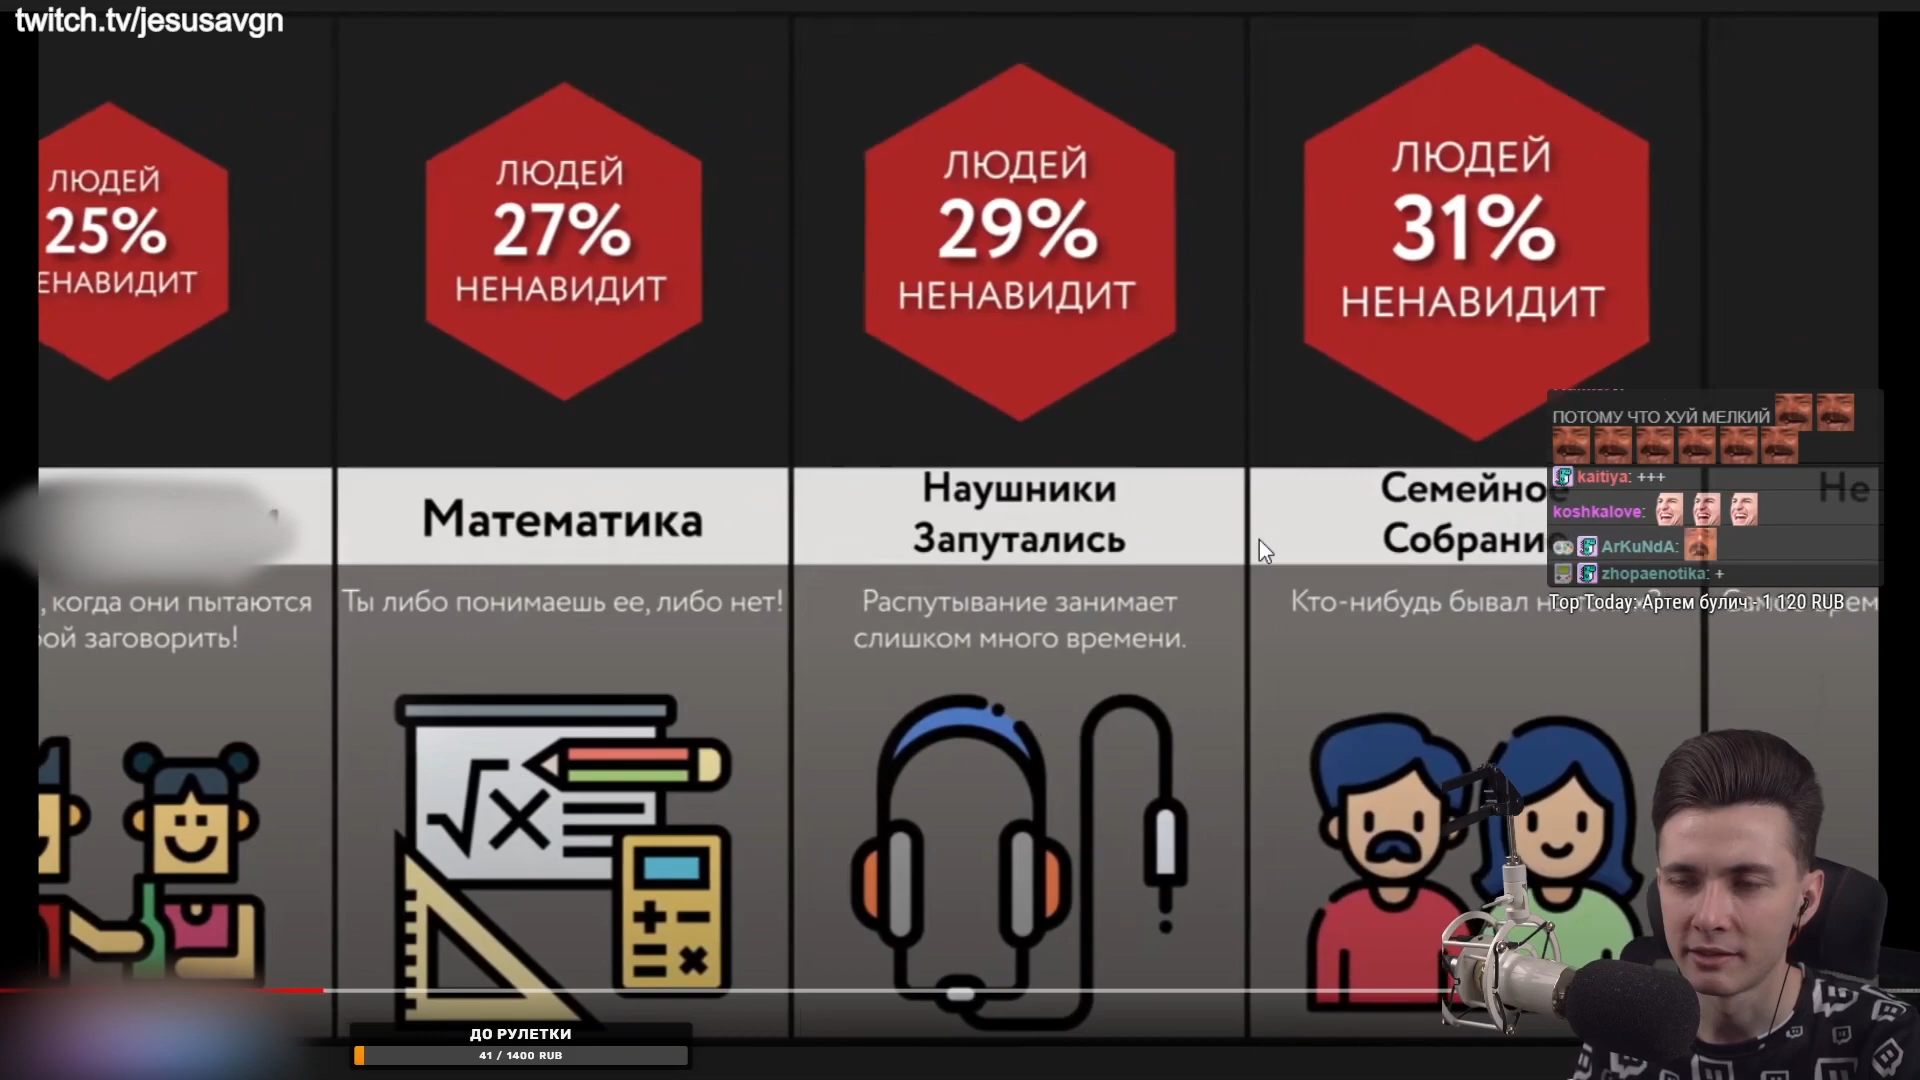 twitch.tv/jesusavgn
ЛЮДЕЙ
25%
ЕНАВИДИТ
, когда они пытаются
ой заговорить!
ЛЮДЕЙ
27%
НЕНАВИДИТ
Математика
Ты либо понимаешь ее, либо нет!
ЛЮДЕЙ
29%
НЕНАВИДИТ
Наушники
Запутались
Распутывание занимает
слишком много времени.
ЛЮДЕЙ
31%
НЕНАВИДИТ
Семейное
Собрани
Кто-нибудь бывал
Не
ПОТОМУ ЧТО ХУЙ МЕЛКИЙ
kaitiya: +++
koshkalove:
ArKuNdA:
zhopaenotika: +
Top Today: Артем булич - 1 120 RUB
ДО РУЛЕТКИ
41 / 1400 RUB